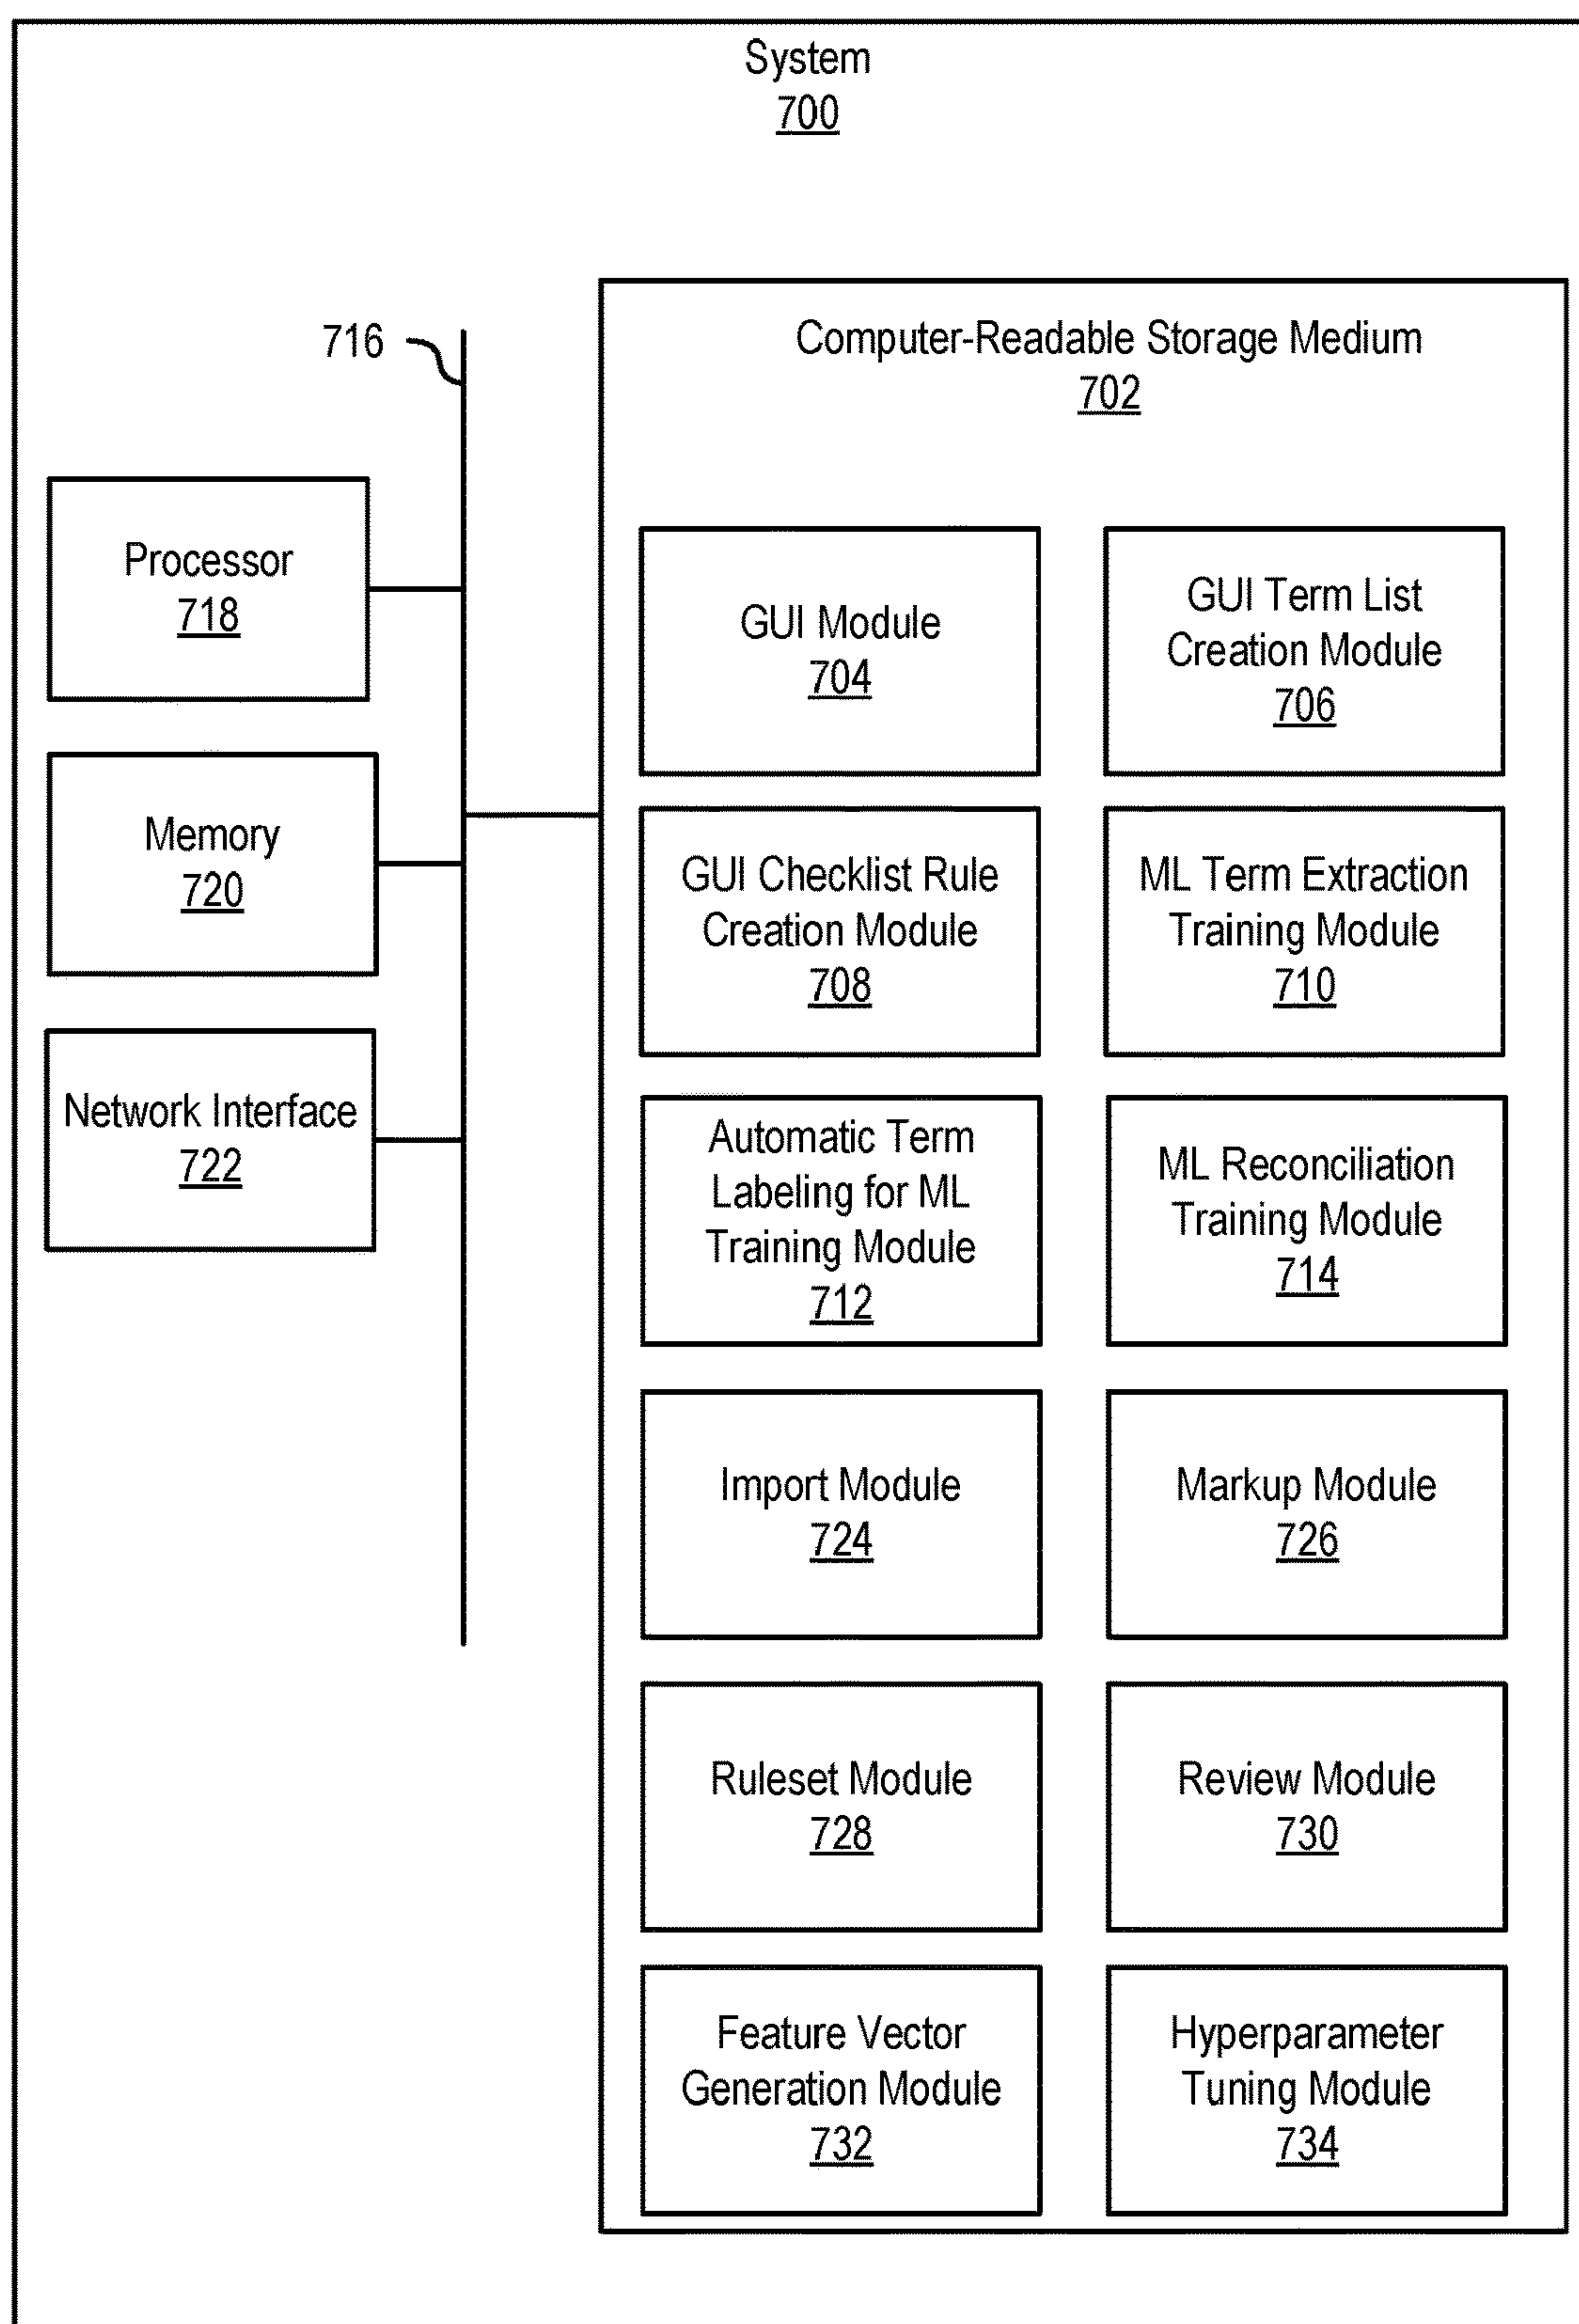 System
700
716
Computer-Readable Storage Medium
702
Processor
718
Memory
720
Network Interface
722
GUI Module
704
GUI Term List
Creation Module
706
GUI Checklist Rule
Creation Module
708
ML Term Extraction
Training Module
710
Automatic Term
Labeling for ML
Training Module
712
ML Reconciliation
Training Module
714
Import Module
724
Markup Module
726
Ruleset Module
728
Review Module
730
Feature Vector
Generation Module
732
Hyperparameter
Tuning Module
734